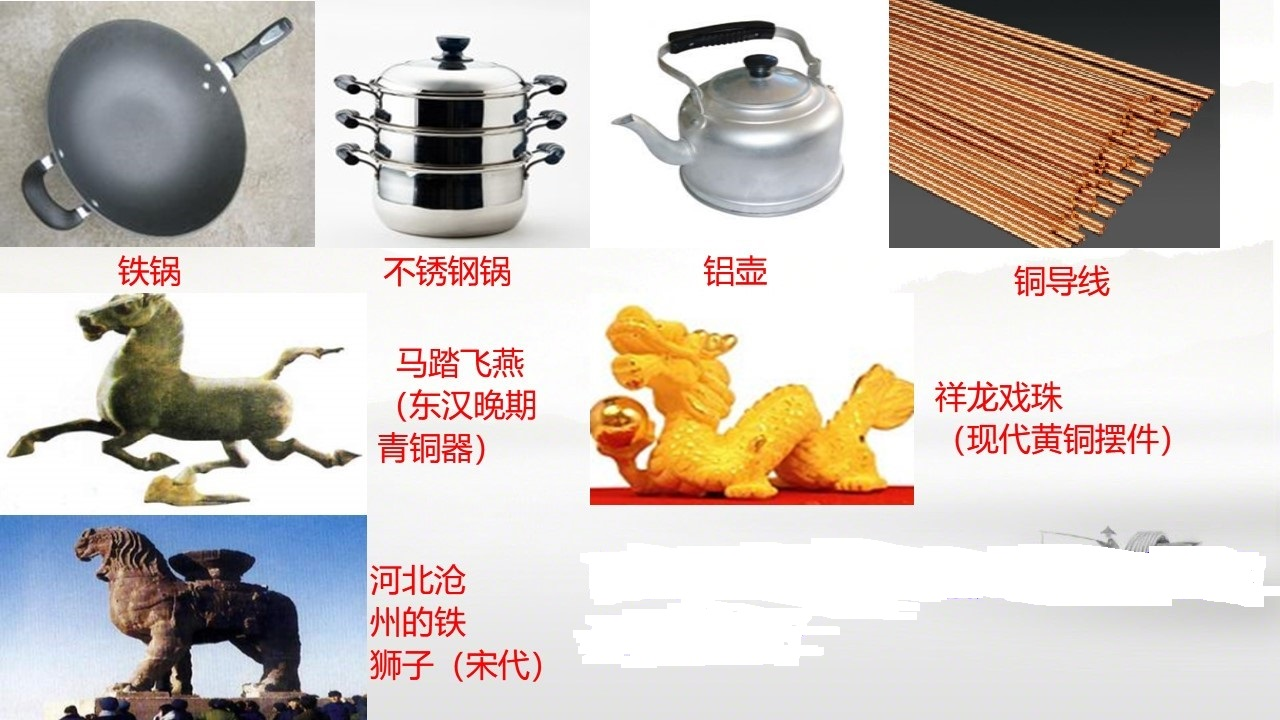 铁锅
不锈钢锅
铝壶
铜导线
马踏飞燕
（东汉晚期
青铜器）
祥龙戏珠
（现代黄铜摆件）
河北沧
州的铁
狮子（宋代）